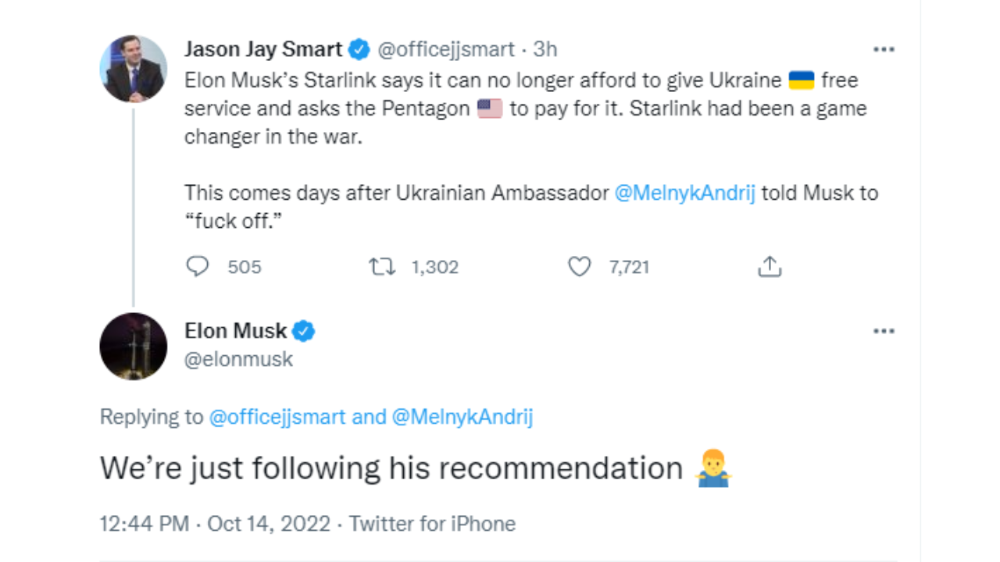 Jason Jay Smart @officejjsmart · 3h
Elon Musk’s Starlink says it can no longer afford to give Ukraine 🇺🇦 free
service and asks the Pentagon 🇺🇸 to pay for it. Starlink had been a game
changer in the war.
This comes days after Ukrainian Ambassador @MelnykAndrij told Musk to
“fuck off.”
505 1,302 7,721
Elon Musk
@elonmusk
Replying to @officejjsmart and @MelnykAndrij
We’re just following his recommendation 🤷‍♂️
12:44 PM · Oct 14, 2022 · Twitter for iPhone